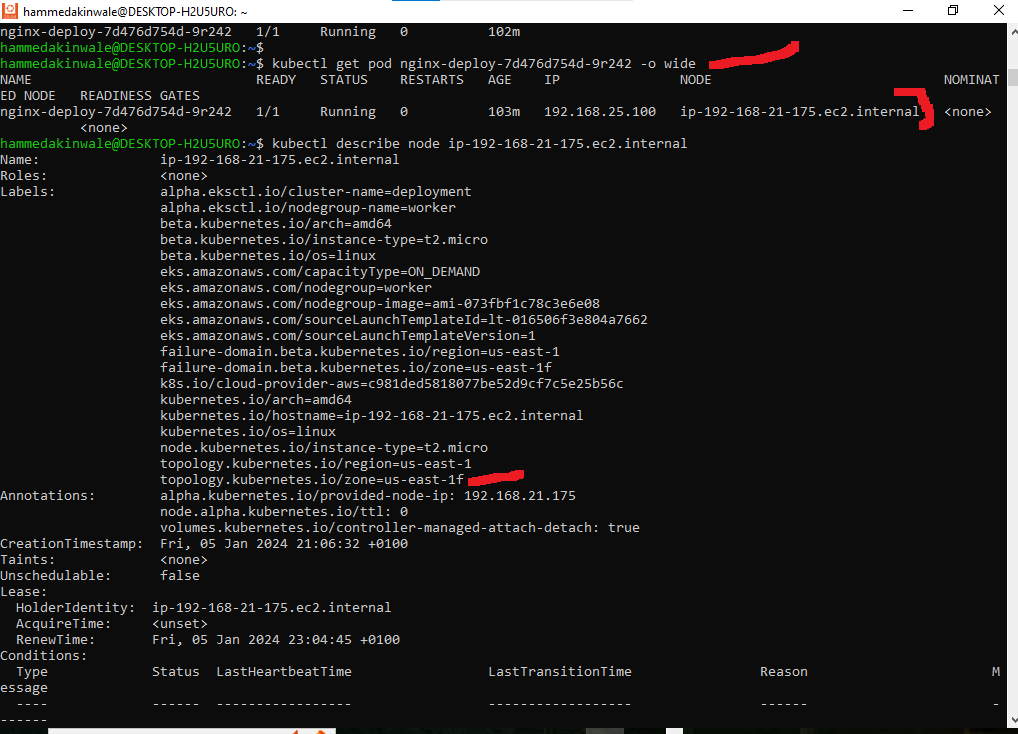 hammedakinwale@DESKTOP-H2U5URO: ~
nginx-deploy-7d476d754d-9r242   1/1     Running   0          102m
hammedakinwale@DESKTOP-H2U5URO:~$
hammedakinwale@DESKTOP-H2U5URO:~$ kubectl get pod nginx-deploy-7d476d754d-9r242 -o wide
NAME                            READY   STATUS    RESTARTS   AGE    IP               NODE                             NOMINAT
ED NODE   READINESS GATES
nginx-deploy-7d476d754d-9r242   1/1     Running   0          103m   192.168.25.100   ip-192-168-21-175.ec2.internal   <none>
          <none>
hammedakinwale@DESKTOP-H2U5URO:~$ kubectl describe node ip-192-168-21-175.ec2.internal
Name:               ip-192-168-21-175.ec2.internal
Roles:              <none>
Labels:             alpha.eksctl.io/cluster-name=deployment
                    alpha.eksctl.io/nodegroup-name=worker
                    beta.kubernetes.io/arch=amd64
                    beta.kubernetes.io/instance-type=t2.micro
                    beta.kubernetes.io/os=linux
                    eks.amazonaws.com/capacityType=ON_DEMAND
                    eks.amazonaws.com/nodegroup=worker
                    eks.amazonaws.com/nodegroup-image=ami-073fbf1c78c3e6e08
                    eks.amazonaws.com/sourceLaunchTemplateId=lt-016506f3e804a7662
                    eks.amazonaws.com/sourceLaunchTemplateVersion=1
                    failure-domain.beta.kubernetes.io/region=us-east-1
                    failure-domain.beta.kubernetes.io/zone=us-east-1f
                    k8s.io/cloud-provider-aws=c981ded5818077be52d9cf7c5e25b56c
                    kubernetes.io/arch=amd64
                    kubernetes.io/hostname=ip-192-168-21-175.ec2.internal
                    kubernetes.io/os=linux
                    node.kubernetes.io/instance-type=t2.micro
                    topology.kubernetes.io/region=us-east-1
                    topology.kubernetes.io/zone=us-east-1f
Annotations:        alpha.kubernetes.io/provided-node-ip: 192.168.21.175
                    node.alpha.kubernetes.io/ttl: 0
                    volumes.kubernetes.io/controller-managed-attach-detach: true
CreationTimestamp:  Fri, 05 Jan 2024 21:06:32 +0100
Taints:             <none>
Unschedulable:      false
Lease:
  HolderIdentity:  ip-192-168-21-175.ec2.internal
  AcquireTime:     <unset>
  RenewTime:       Fri, 05 Jan 2024 23:04:45 +0100
Conditions:
  Type             Status  LastHeartbeatTime                 LastTransitionTime                Reason                       M
essage
  ----             ------  -----------------                 ------------------                ------                       -
------